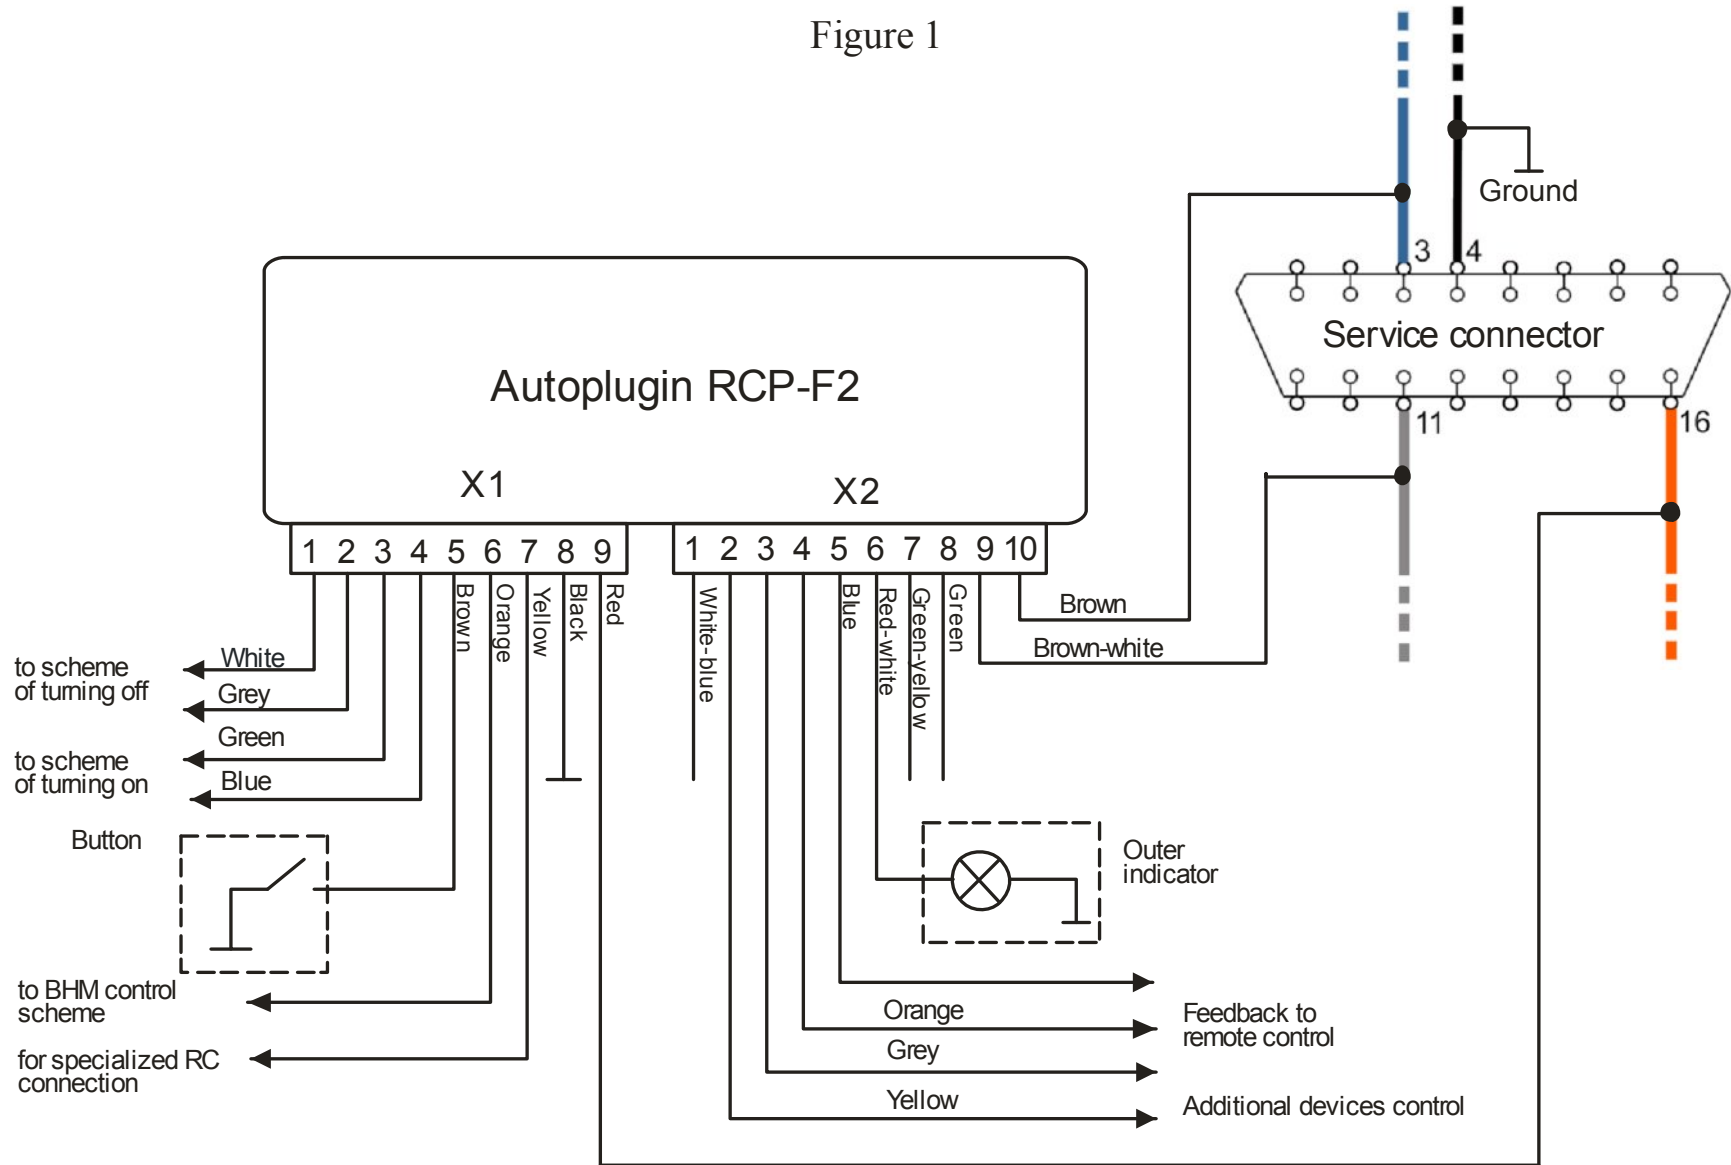 Figure 1
Ground
3
4
Service connector
11
16
Autoplugin RCP-F2
X1
X2
1 2 3 4 5 6 7 8 9
1 2 3 4 5 6 7 8 9 10
Brown
Orange
Yellow
Black
Red
White-blue
Blue
Red-white
Green-yellow
Green
Brown
Brown-white
to scheme
of turning off
White
Grey
to scheme
of turning on
Green
Blue
Button
Outer
indicator
to BHM control
scheme
for specialized RC
connection
Orange
Grey
Yellow
Feedback to
remote control
Additional devices control